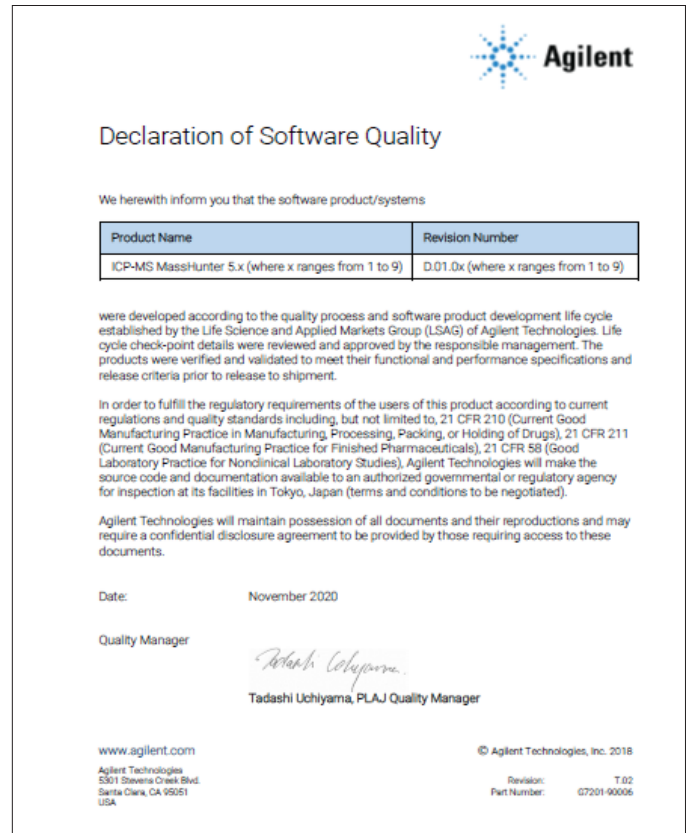 Agilent
Declaration of Software Quality
We herewith inform you that the software product/systems
Product Name Revision Number
ICP-MS MassHunter 5.x (where x ranges from 1 to 9) D.01.0x (where x ranges from 1 to 9)
were developed according to the quality process and software product development life cycle
established by the Life Science and Applied Markets Group (LSAG) of Agilent Technologies. Life
cycle check-point details were reviewed and approved by the responsible management. The
products were verified and validated to meet their functional and performance specifications and
release criteria prior to release to shipment.
In order to fulfill the regulatory requirements of the users of this product according to current
regulations and quality standards including, but not limited to, 21 CFR 210 (Current Good
Manufacturing Practice in Manufacturing, Processing, Packing, or Holding of Drugs), 21 CFR 211
(Current Good Manufacturing Practice for Finished Pharmaceuticals), 21 CFR 58 (Good
Laboratory Practice for Nonclinical Laboratory Studies), Agilent Technologies will make the
source code and documentation available to an authorized governmental or regulatory agency
for inspection at its facilities in Tokyo, Japan (terms and conditions to be negotiated).
Agilent Technologies will maintain possession of all documents and their reproductions and may
require a confidential disclosure agreement to be provided by those requiring access to these
documents.
Date: November 2020
Quality Manager
Tadashi Uchiyama, PLAJ Quality Manager
www.agilent.com © Agilent Technologies, Inc. 2018
Agilent Technologies
5301 Stevens Creek Blvd. Revision: T.02
Santa Clara, CA 95051 Part Number: G7201-90006
USA